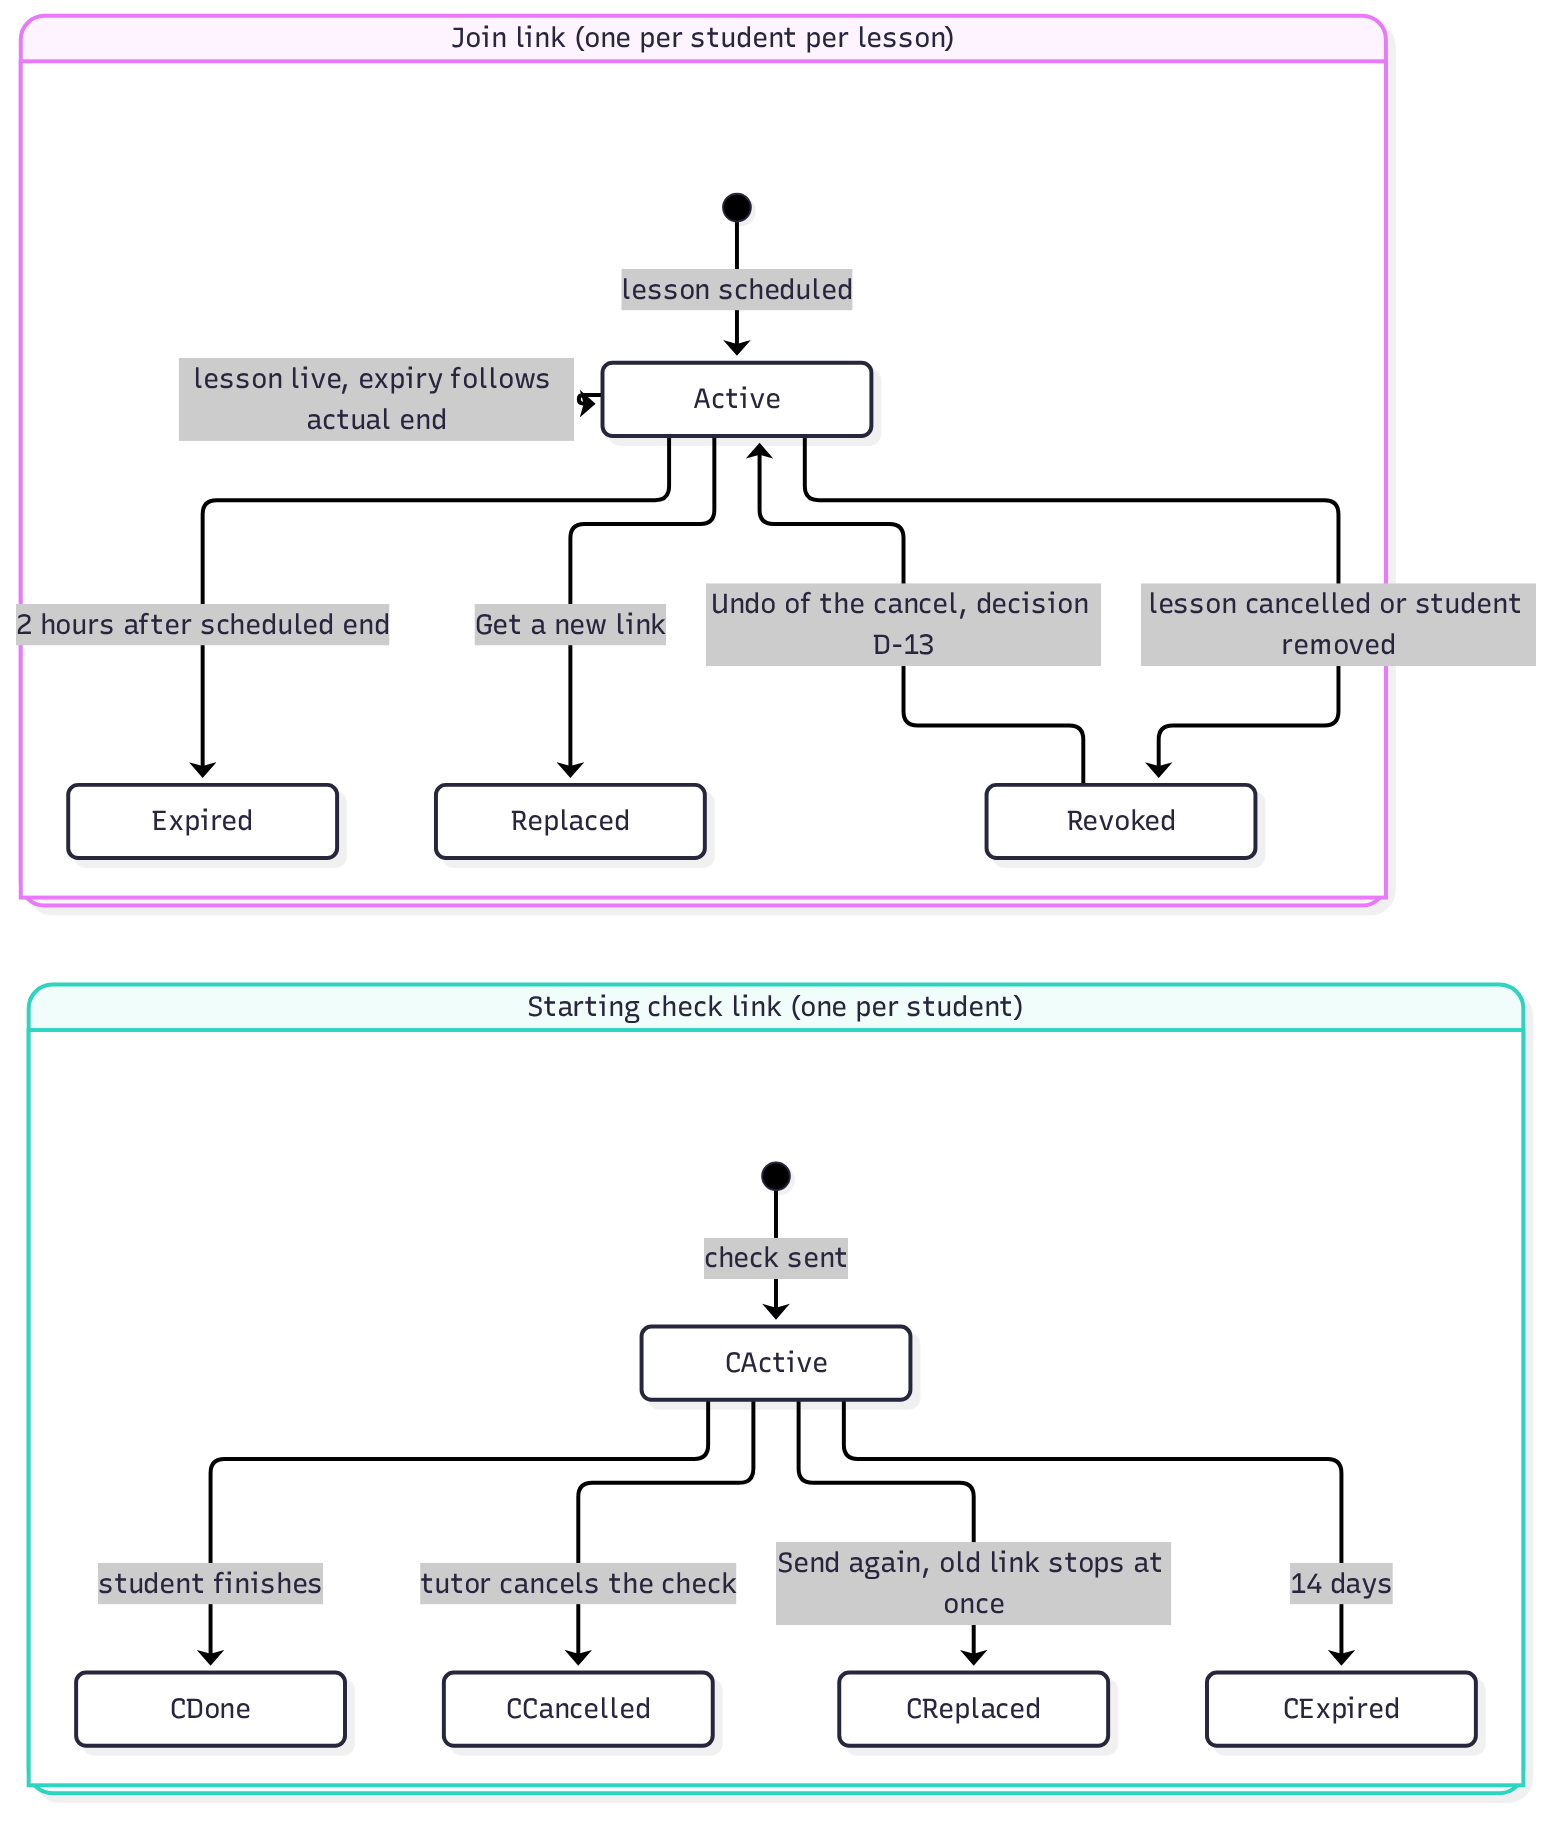 Join link (one per student per lesson)
lesson scheduled
lesson live, expiry follows
actual end
Active
2 hours after scheduled end
Get a new link
Undo of the cancel, decision
D-13
lesson cancelled or student
removed
Expired
Replaced
Revoked
Starting check link (one per student)
check sent
CActive
student finishes
tutor cancels the check
Send again, old link stops at
once
14 days
CDone
CCancelled
CReplaced
CExpired